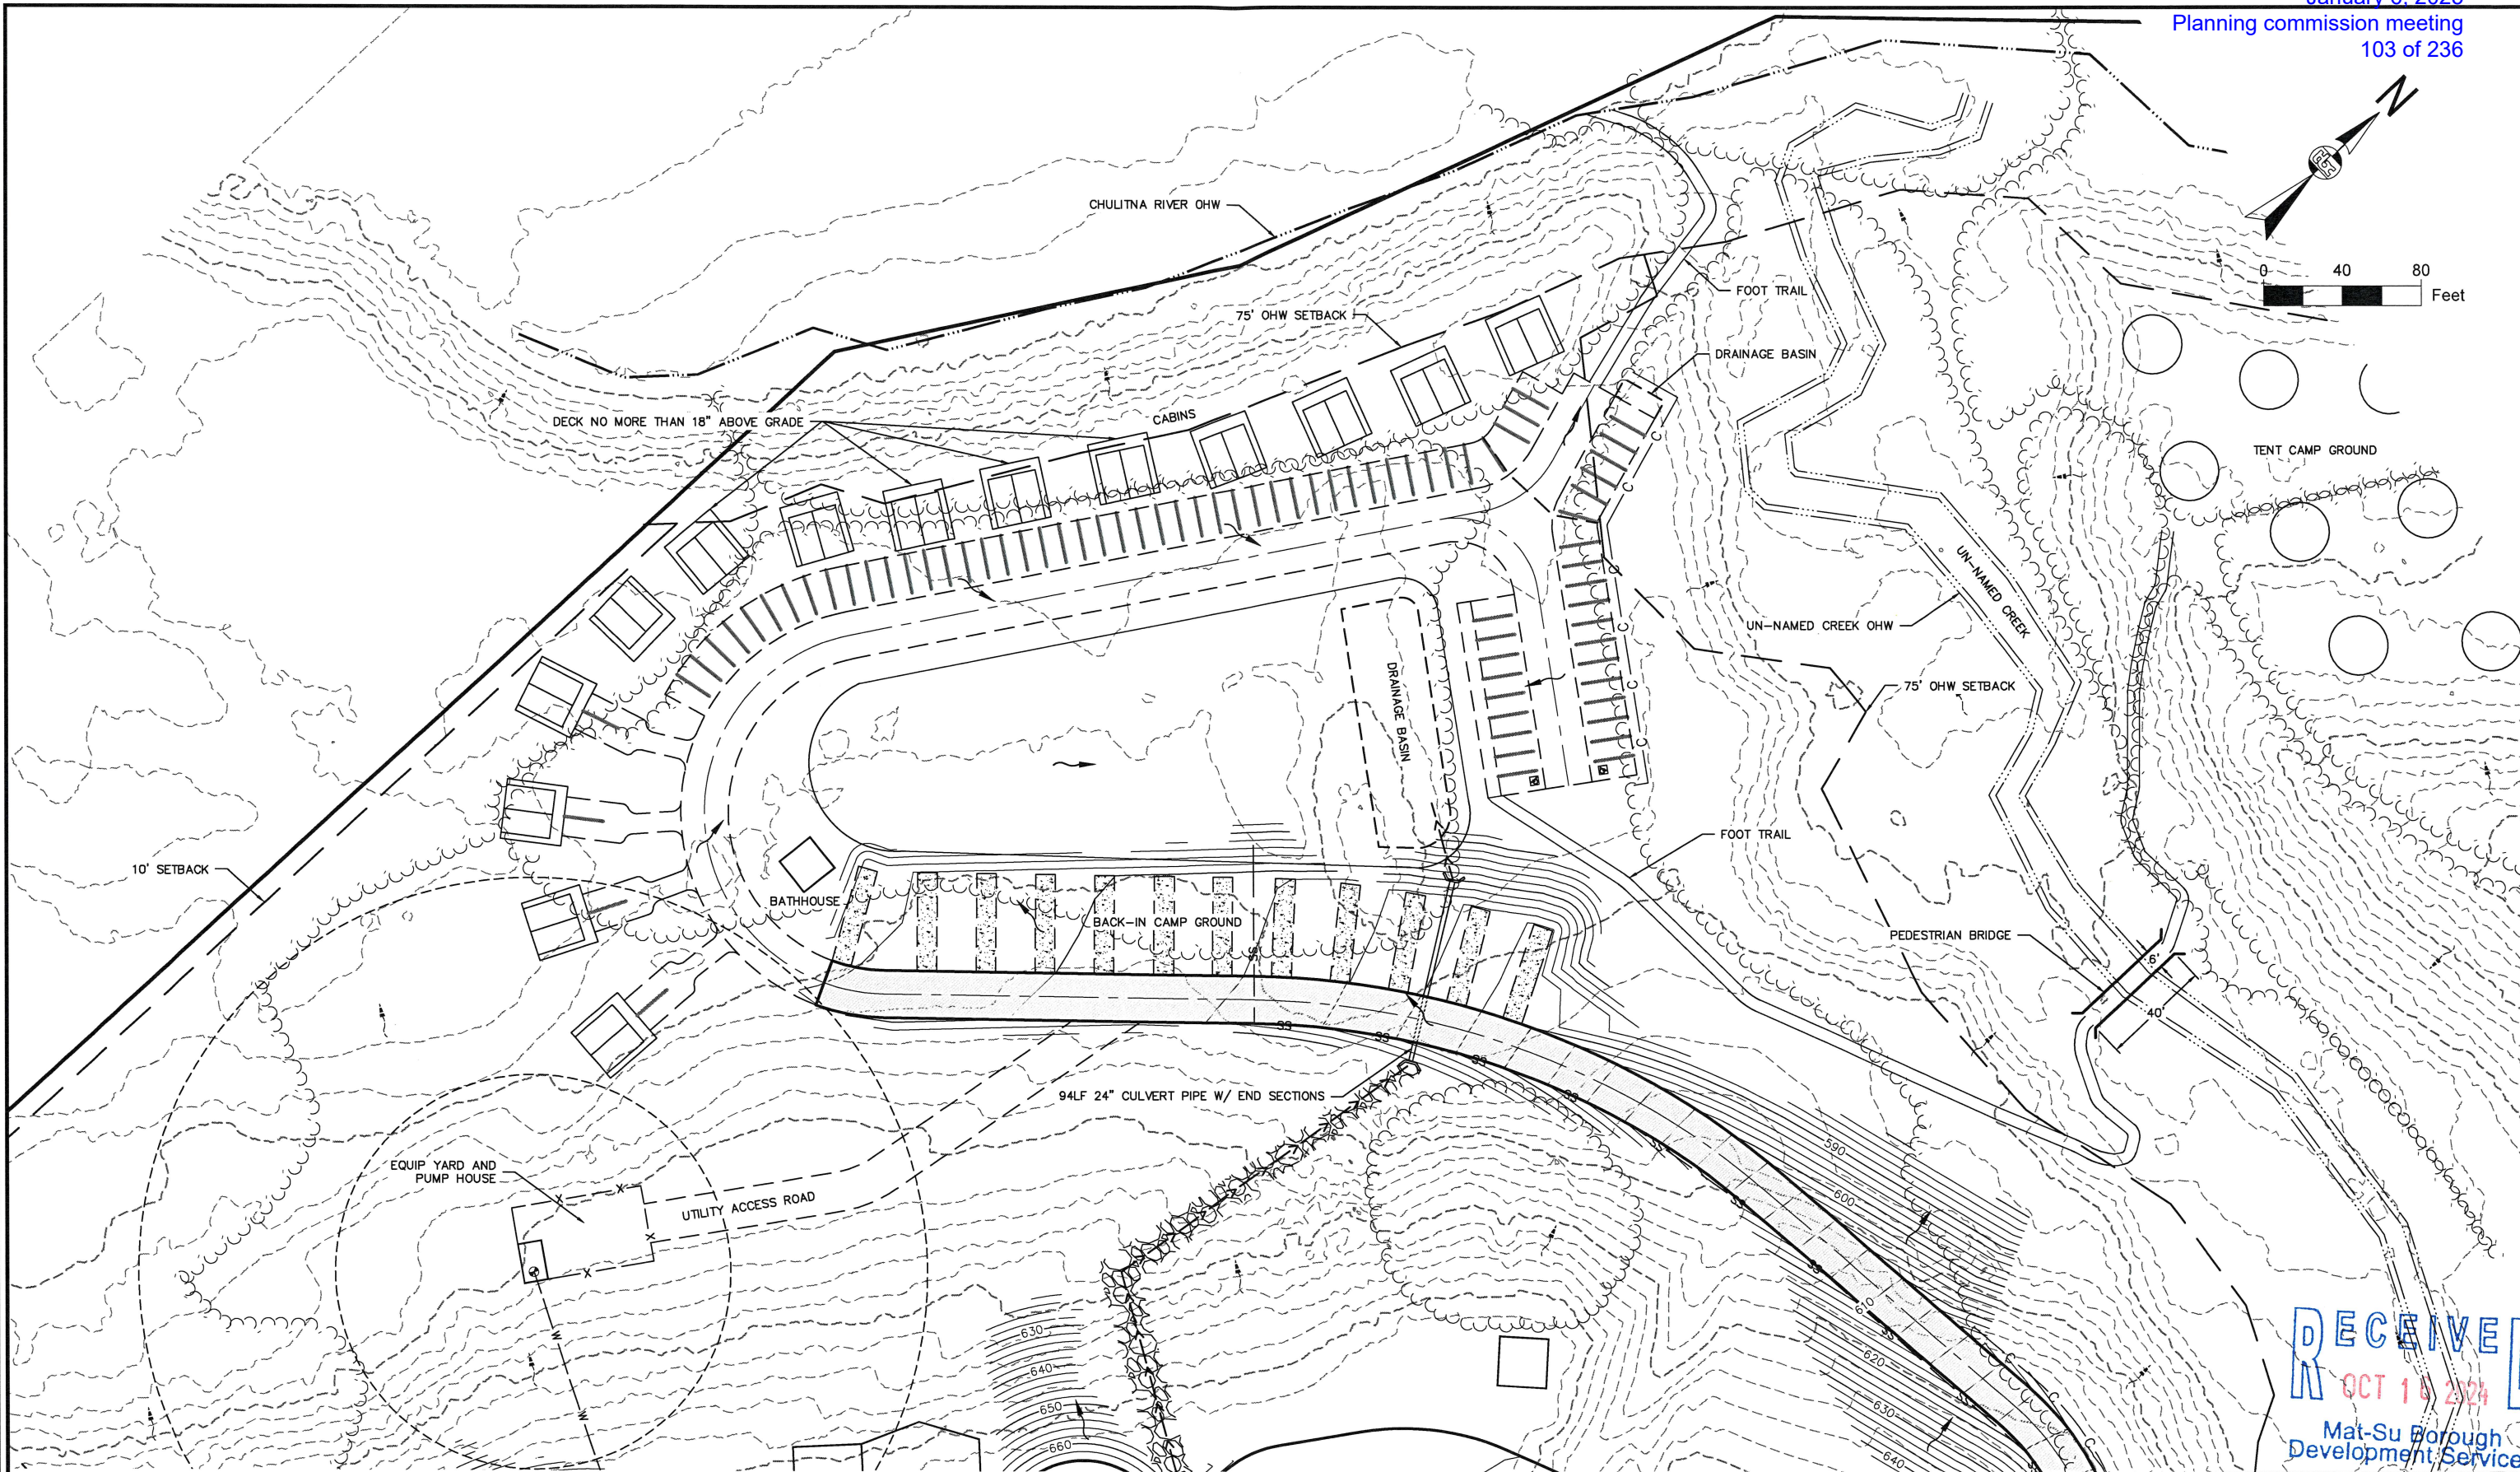 Planning commission meeting
103 of 236
N
0 40 80
Feet
CHULITNA RIVER OHW
FOOT TRAIL
75' OHW SETBACK
DRAINAGE BASIN
CABINS
DECK NO MORE THAN 18" ABOVE GRADE
TENT CAMP GROUND
UN-NAMED CREEK
UN-NAMED CREEK OHW
DRAINAGE BASIN
75' OHW SETBACK
FOOT TRAIL
10' SETBACK
BATHHOUSE
BACK-IN CAMP GROUND
PEDESTRIAN BRIDGE
6'
40'
94LF 24" CULVERT PIPE W/ END SECTIONS
EQUIP YARD AND
PUMP HOUSE
UTILITY ACCESS ROAD
590
600
610
620
630
640
630
640
650
660
RECEIVE
OCT 1 2024
Mat-Su Borough
Development Service